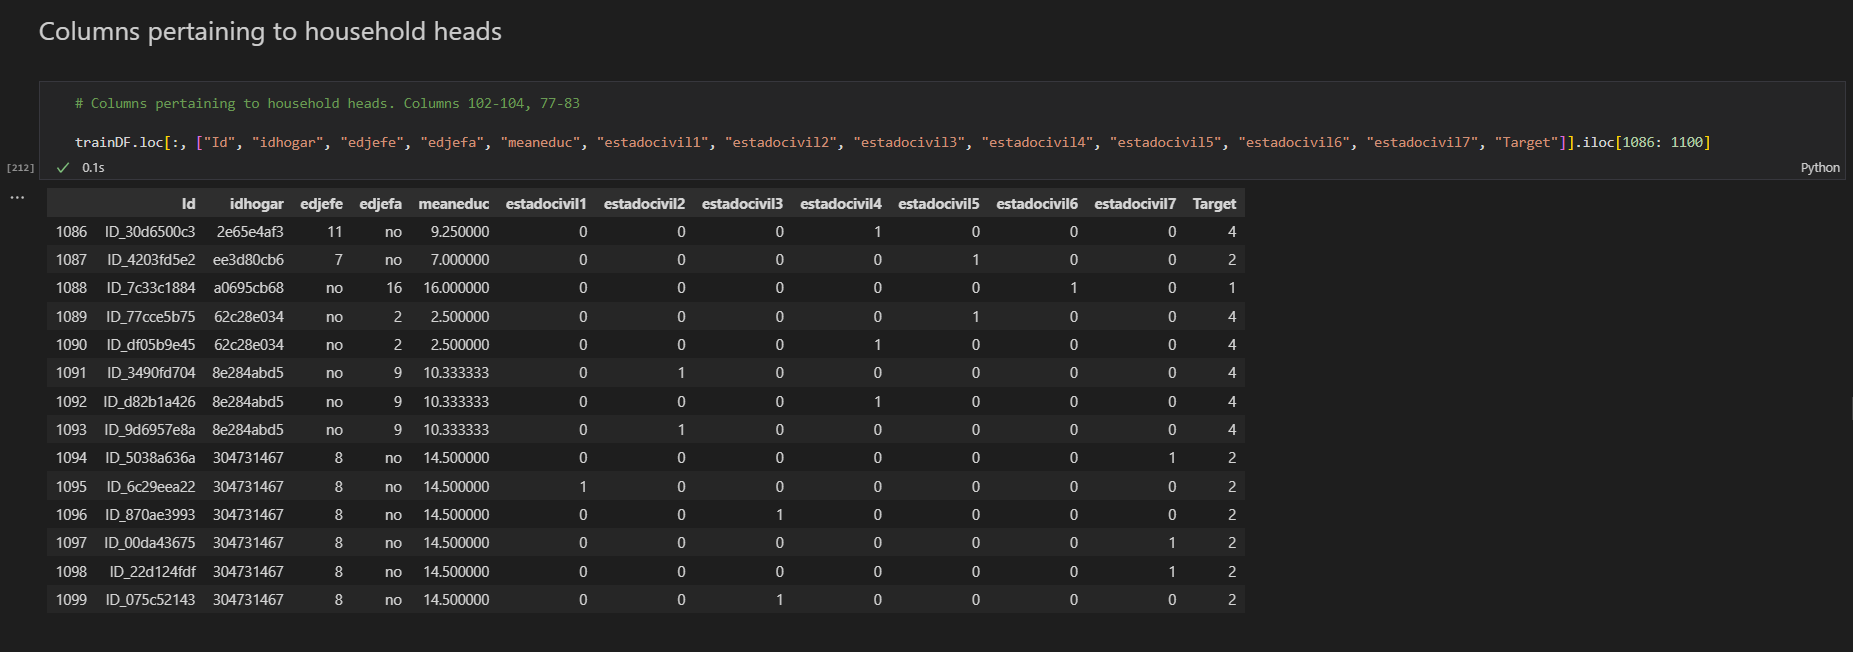 Columns pertaining to household heads
# Columns pertaining to household heads. Columns 102-104, 77-83
trainDF.loc[:, ["Id", "idhogar", "edjefe", "edjefa", "meaneduc", "estadocivil1", "estadocivil2", "estadocivil3", "estadocivil4", "estadocivil5", "estadocivil6", "estadocivil7", "Target"]].iloc[1086: 1100]
[212] ✓ 0.1s Python
...
Id idhogar edjefe edjefa meaneduc estadocivil1 estadocivil2 estadocivil3 estadocivil4 estadocivil5 estadocivil6 estadocivil7 Target
1086 ID_30d6500c3 2e65e4af3 11 no 9.250000 0 0 0 1 0 0 0 4
1087 ID_4203fd5e2 ee3d80cb6 7 no 7.000000 0 0 0 0 1 0 0 2
1088 ID_7c33c1884 a0695cb68 no 16 16.000000 0 0 0 0 0 1 0 1
1089 ID_77cce5b75 62c28e034 no 2 2.500000 0 0 0 0 1 0 0 4
1090 ID_df05b9e45 62c28e034 no 2 2.500000 0 0 0 1 0 0 0 4
1091 ID_3490fd704 8e284abd5 no 9 10.333333 0 1 0 0 0 0 0 4
1092 ID_d82b1a426 8e284abd5 no 9 10.333333 0 0 0 1 0 0 0 4
1093 ID_9d6957e8a 8e284abd5 no 9 10.333333 0 1 0 0 0 0 0 4
1094 ID_5038a636a 304731467 8 no 14.500000 0 0 0 0 0 0 1 2
1095 ID_6c29eea22 304731467 8 no 14.500000 1 0 0 0 0 0 0 2
1096 ID_870ae3993 304731467 8 no 14.500000 0 0 1 0 0 0 0 2
1097 ID_00da43675 304731467 8 no 14.500000 0 0 0 0 0 0 1 2
1098 ID_22d124fdf 304731467 8 no 14.500000 0 0 0 0 0 0 1 2
1099 ID_075c52143 304731467 8 no 14.500000 0 0 1 0 0 0 0 2